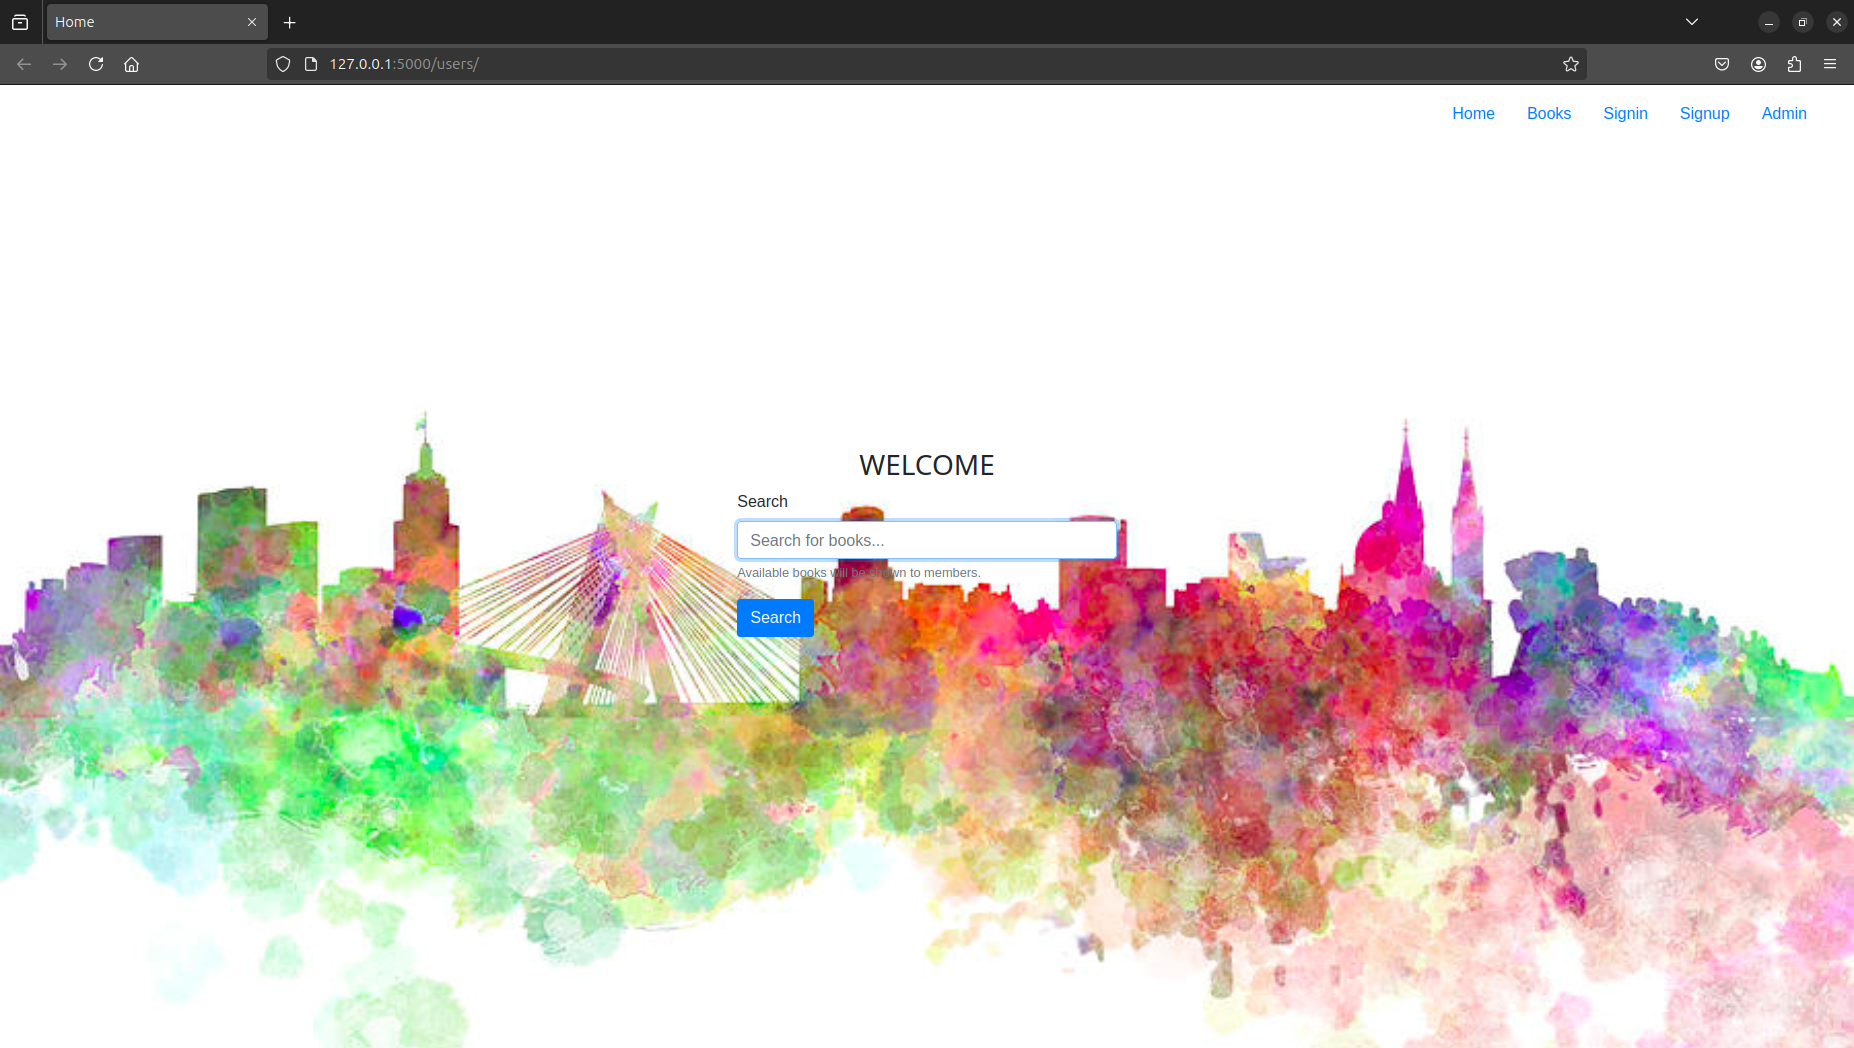 Home
127.0.0.1:5000/users/
Home Books Signin Signup Admin
WELCOME
Search
Search for books...
Available books will be shown to members.
Search